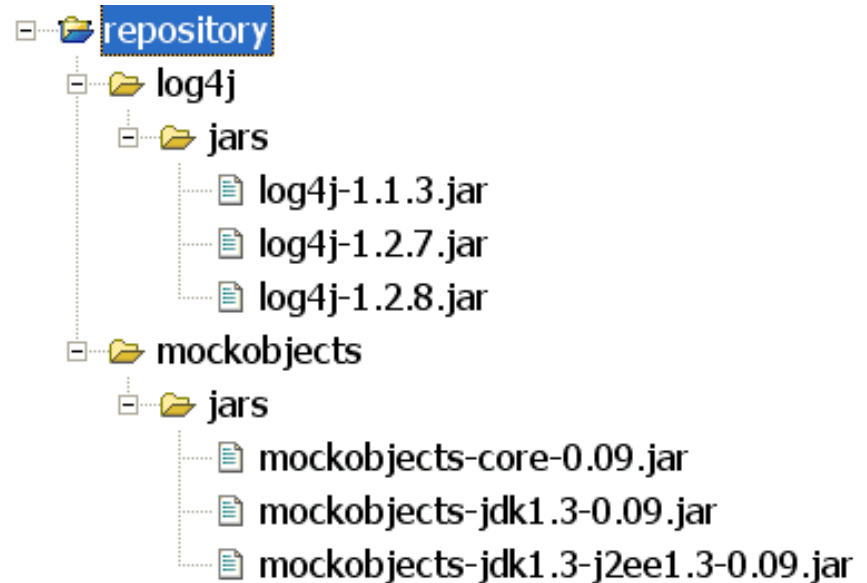 repository
log4j
jars
log4j-1.1.3.jar
log4j-1.2.7.jar
log4j-1.2.8.jar
mockobjects
jars
mockobjects-core-0.09.jar
mockobjects-jdk1.3-0.09.jar
mockobjects-jdk1.3-j2ee1.3-0.09.jar